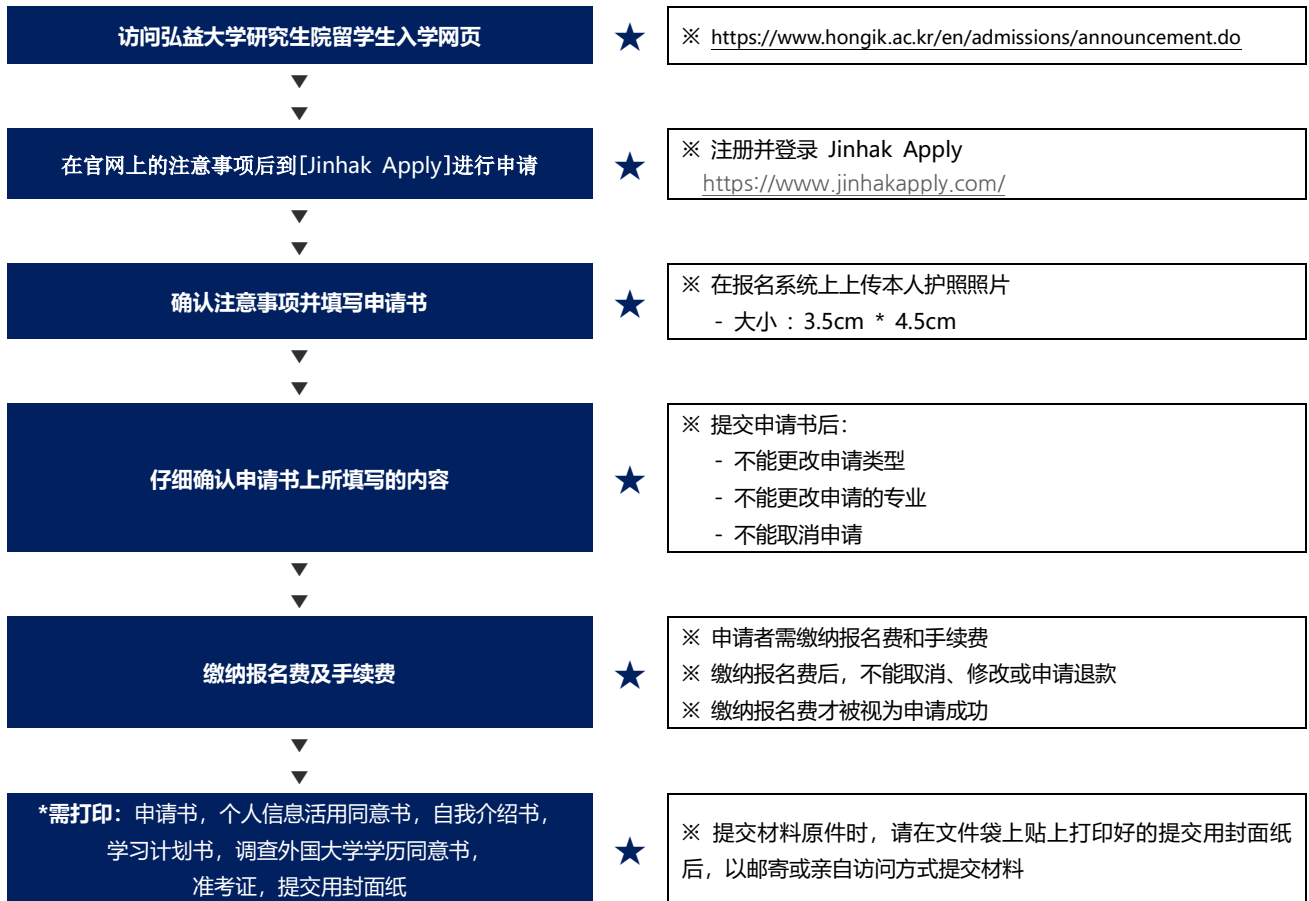 访问弘益大学研究生院留学生入学网页
★
※ https://www.hongik.ac.kr/en/admissions/announcement.do
▼
▼
在官网上的注意事项后到[Jinhak Apply]进行申请
★
※ 注册并登录 Jinhak Apply
https://www.jinhakapply.com/
▼
▼
确认注意事项并填写申请书
★
※ 在报名系统上上传本人护照照片
- 大小 : 3.5cm * 4.5cm
▼
▼
仔细确认申请书上所填写的内容
★
※ 提交申请书后:
- 不能更改申请类型
- 不能更改申请的专业
- 不能取消申请
▼
▼
缴纳报名费及手续费
★
※ 申请者需缴纳报名费和手续费
※ 缴纳报名费后，不能取消、修改或申请退款
※ 缴纳报名费才被视为申请成功
▼
▼
*需打印：申请书，个人信息活用同意书，自我介绍书，
学习计划书，调查外国大学学历同意书，
准考证，提交用封面纸
★
※ 提交材料原件时，请在文件袋上贴上打印好的提交用封面纸
后，以邮寄或亲自访问方式提交材料